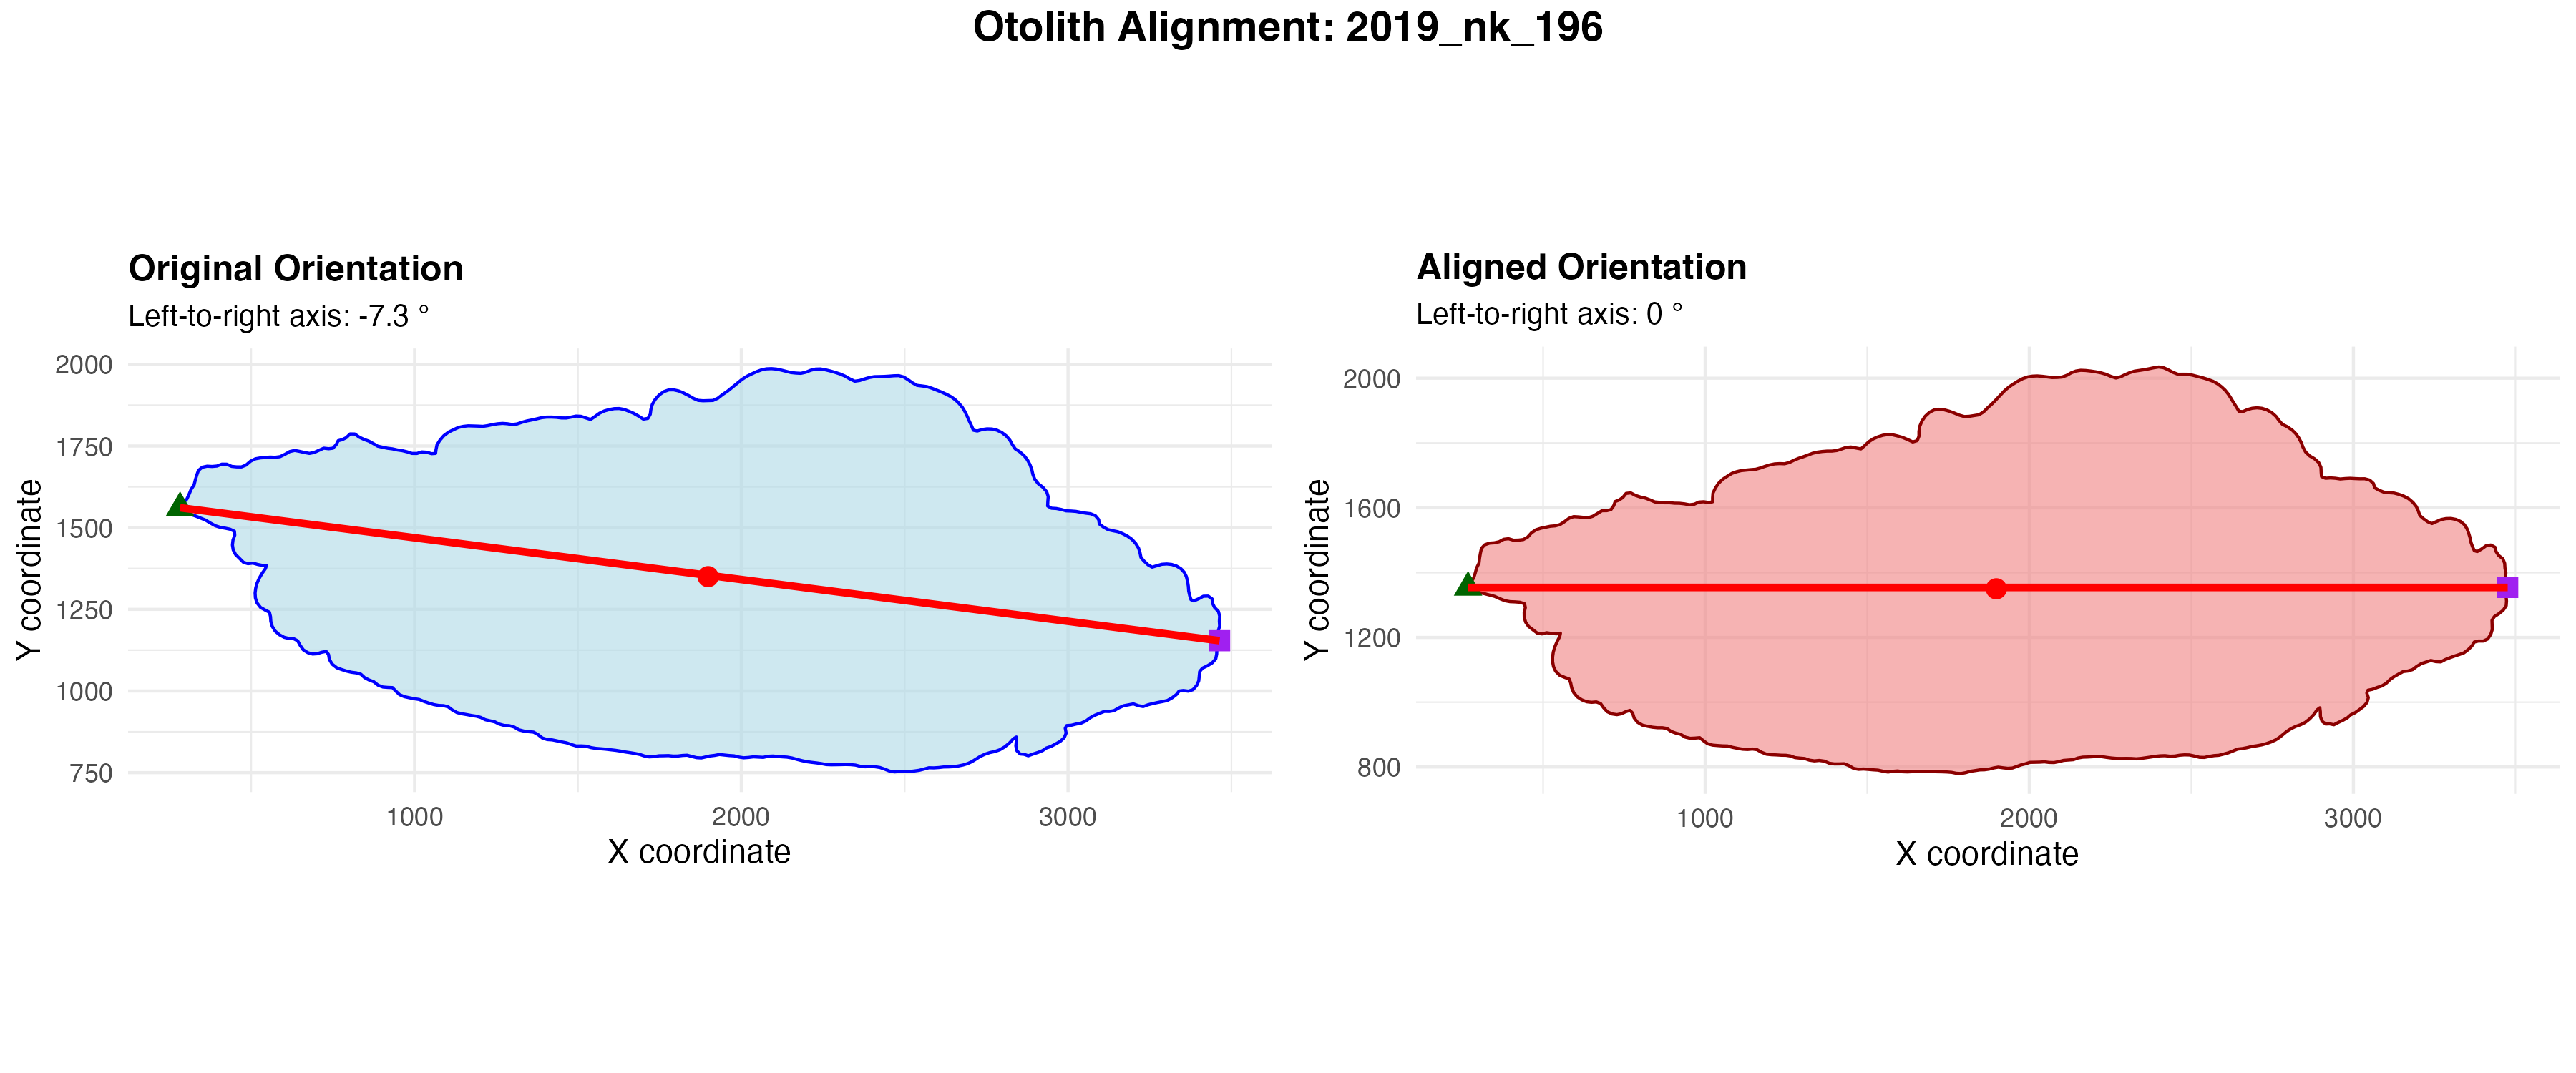 Otolith Alignment: 2019_nk_196
Original Orientation
Left-to-right axis: -7.3 °
2000
1750
1500
1250
1000
750
Y coordinate
1000
2000
3000
X coordinate
Aligned Orientation
Left-to-right axis: 0 °
2000
1600
1200
800
Y coordinate
1000
2000
3000
X coordinate